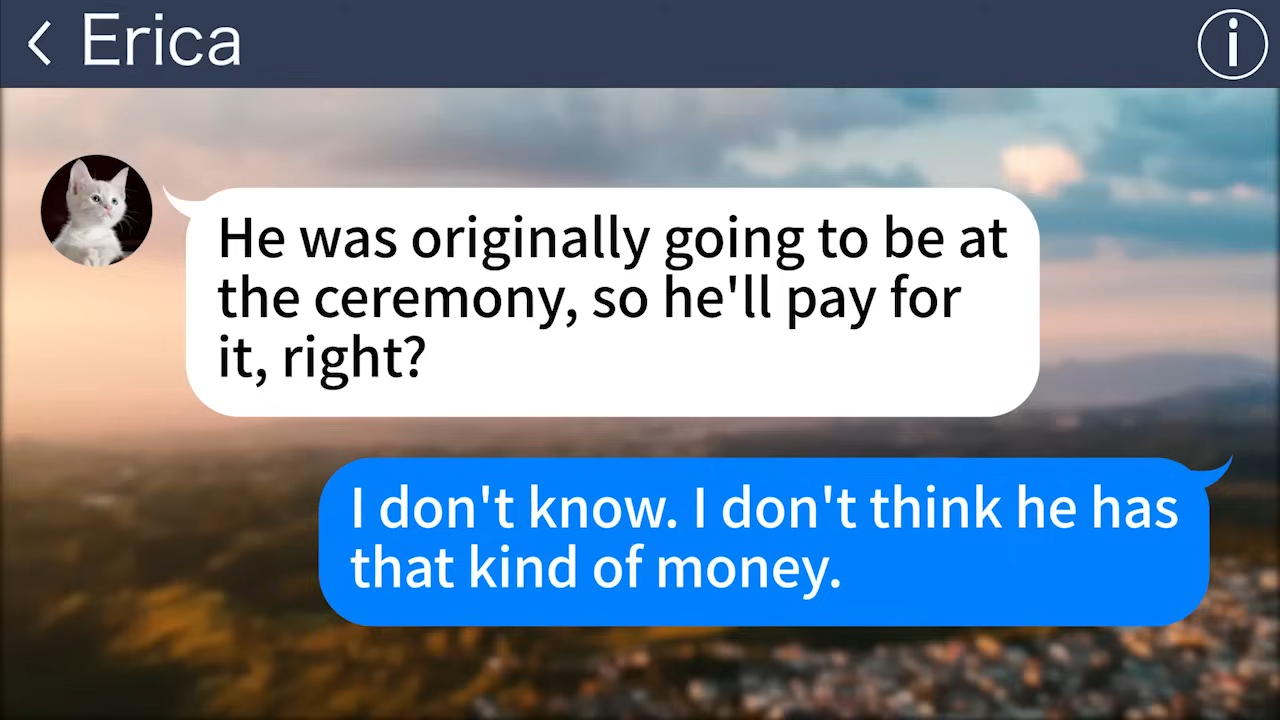 Erica
He was originally going to be at
the ceremony, so he'll pay for
it, right?
I don't know. I don't think he has
that kind of money.